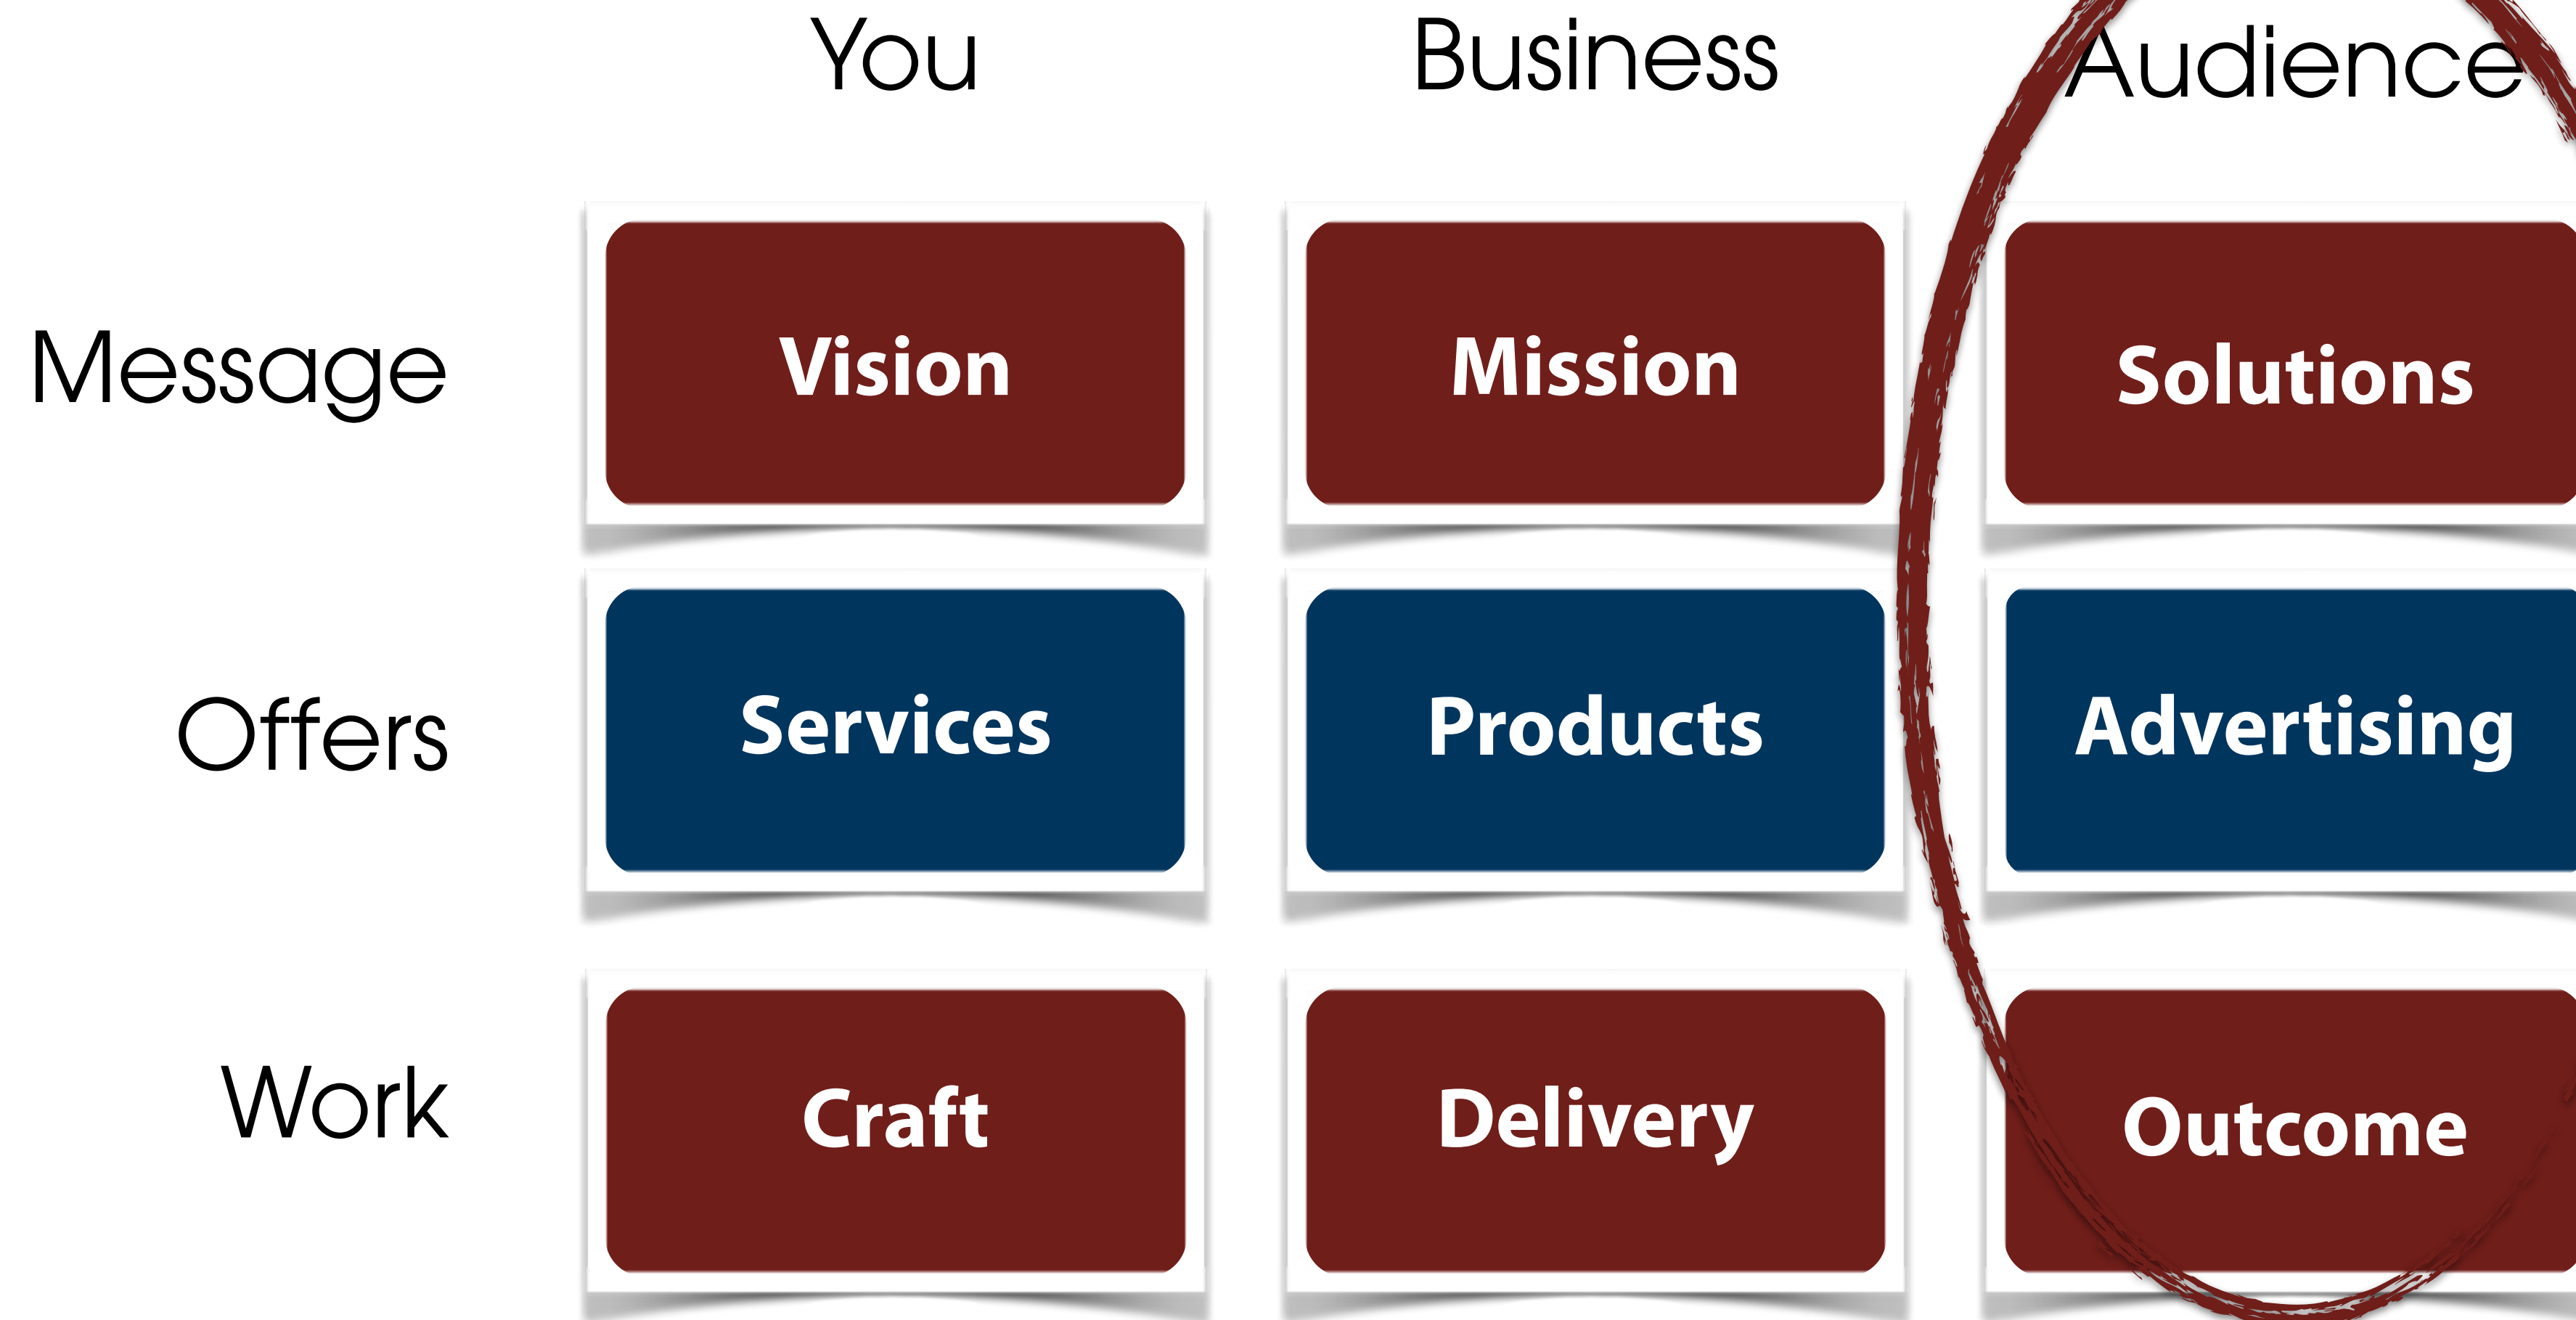 You Business Audience
Message Vision Mission Solutions
Offers Services Products Advertising
Work Craft Delivery Outcome